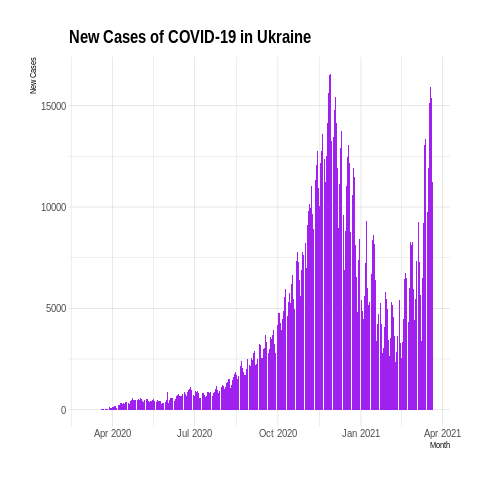 New Cases of COVID-19 in Ukraine
New Cases
15000
10000
5000
0
Apr 2020 Jul 2020 Oct 2020 Jan 2021 Apr 2021
Month